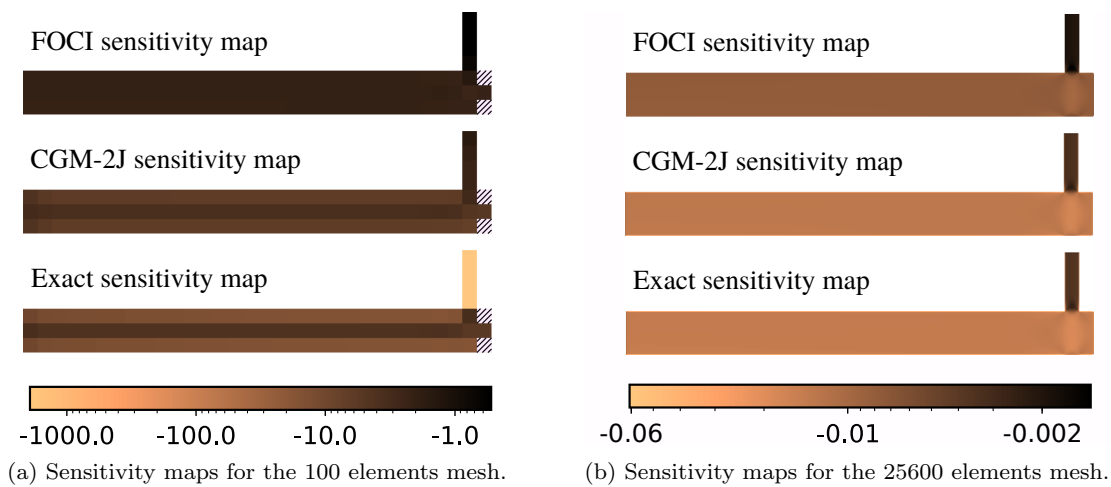 FOCI sensitivity map
CGM-2J sensitivity map
Exact sensitivity map
-1000.0 -100.0 -10.0 -1.0
(a) Sensitivity maps for the 100 elements mesh.
FOCI sensitivity map
CGM-2J sensitivity map
Exact sensitivity map
-0.06 -0.01 -0.002
(b) Sensitivity maps for the 25600 elements mesh.